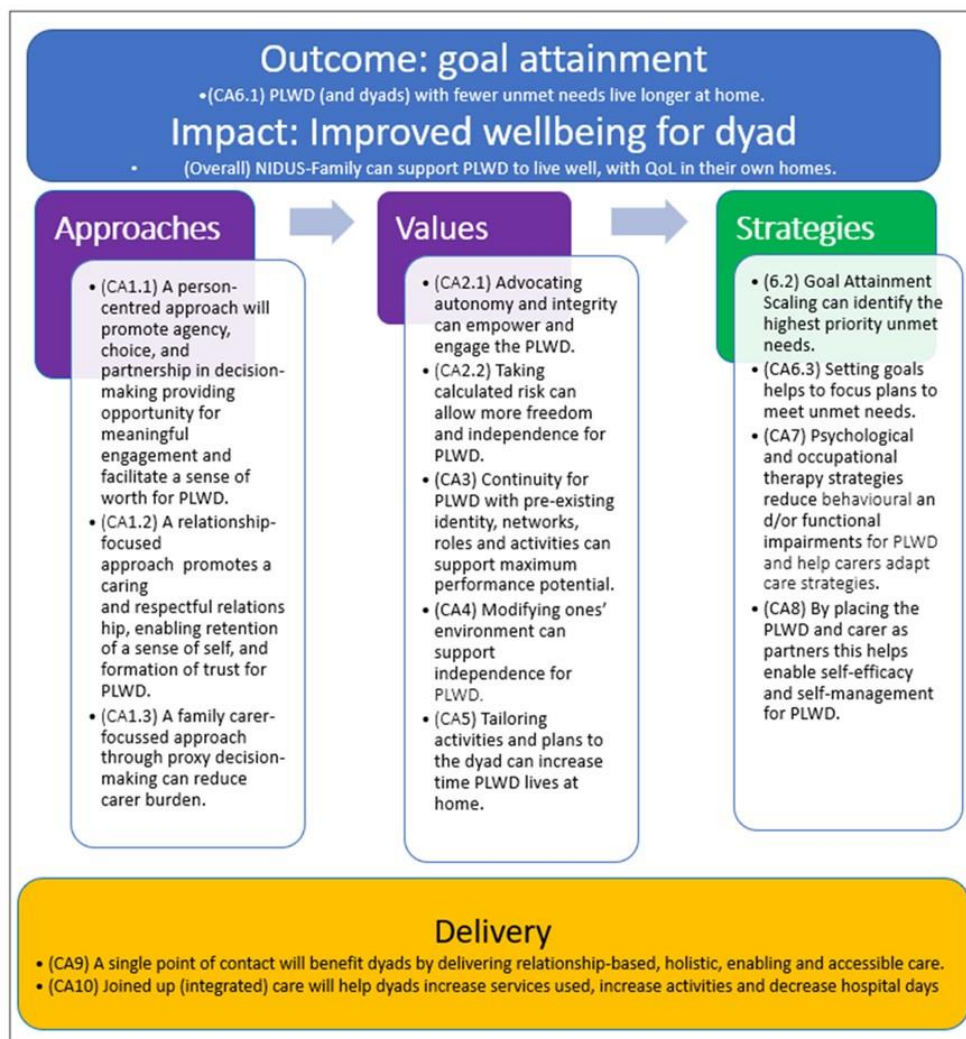 Outcome: goal attainment
•(CA6.1) PLWD (and dyads) with fewer unmet needs live longer at home.
Impact: Improved wellbeing for dyad
• (Overall) NIDUS-Family can support PLWD to live well, with QoL in their own homes.
Approaches
• (CA1.1) A person-
centred approach will
promote agency,
choice, and
partnership in decision-
making providing
opportunity for
meaningful
engagement and
facilitate a sense of
worth for PLWD.
• (CA1.2) A relationship-
focused
approach promotes a
caring
and respectful relations
hip, enabling retention
of a sense of self, and
formation of trust for
PLWD.
• (CA1.3) A family carer-
focussed approach
through proxy decision-
making can reduce
carer burden.
Values
• (CA2.1) Advocating
autonomy and integrity
can empower and
engage the PLWD.
• (CA2.2) Taking
calculated risk can
allow more freedom
and independence for
PLWD.
• (CA3) Continuity for
PLWD with pre-existing
identity, networks,
roles and activities can
support maximum
performance potential.
• (CA4) Modifying ones’
environment can
support
independence for
PLWD.
• (CA5) Tailoring
activities and plans to
the dyad can increase
time PLWD lives at
home.
Strategies
• (6.2) Goal Attainment
Scaling can identify the
highest priority unmet
needs.
• (CA6.3) Setting goals
helps to focus plans to
meet unmet needs.
• (CA7) Psychological
and occupational
therapy strategies
reduce behavioural an
d/or functional
impairments for PLWD
and help carers adapt
care strategies.
• (CA8) By placing the
PLWD and carer as
partners this helps
enable self-efficacy
and self-management
for PLWD.
Delivery
• (CA9) A single point of contact will benefit dyads by delivering relationship-based, holistic, enabling and accessible care.
• (CA10) Joined up (integrated) care will help dyads increase services used, increase activities and decrease hospital days